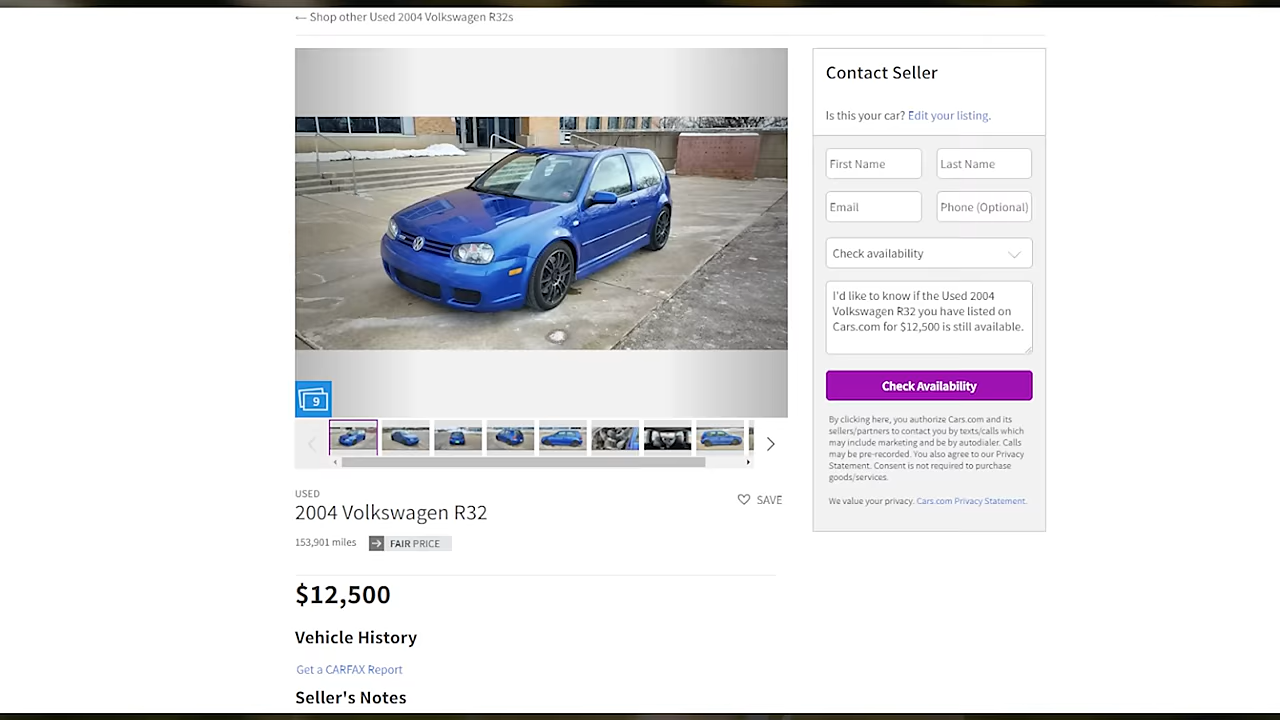 ← Shop other Used 2004 Volkswagen R32s
9
USED
2004 Volkswagen R32
SAVE
153,901 miles
FAIR PRICE
$12,500
Vehicle History
Get a CARFAX Report
Seller's Notes
Contact Seller
Is this your car? Edit your listing.
First Name
Last Name
Email
Phone (Optional)
Check availability
I'd like to know if the Used 2004
Volkswagen R32 you have listed on
Cars.com for $12,500 is still available.
Check Availability
By clicking here, you authorize Cars.com and its
sellers/partners to contact you by texts/calls which
may include marketing and be by autodialer. Calls
may be pre-recorded. You also agree to our Privacy
Statement. Consent is not required to purchase
goods/services.
We value your privacy. Cars.com Privacy Statement.